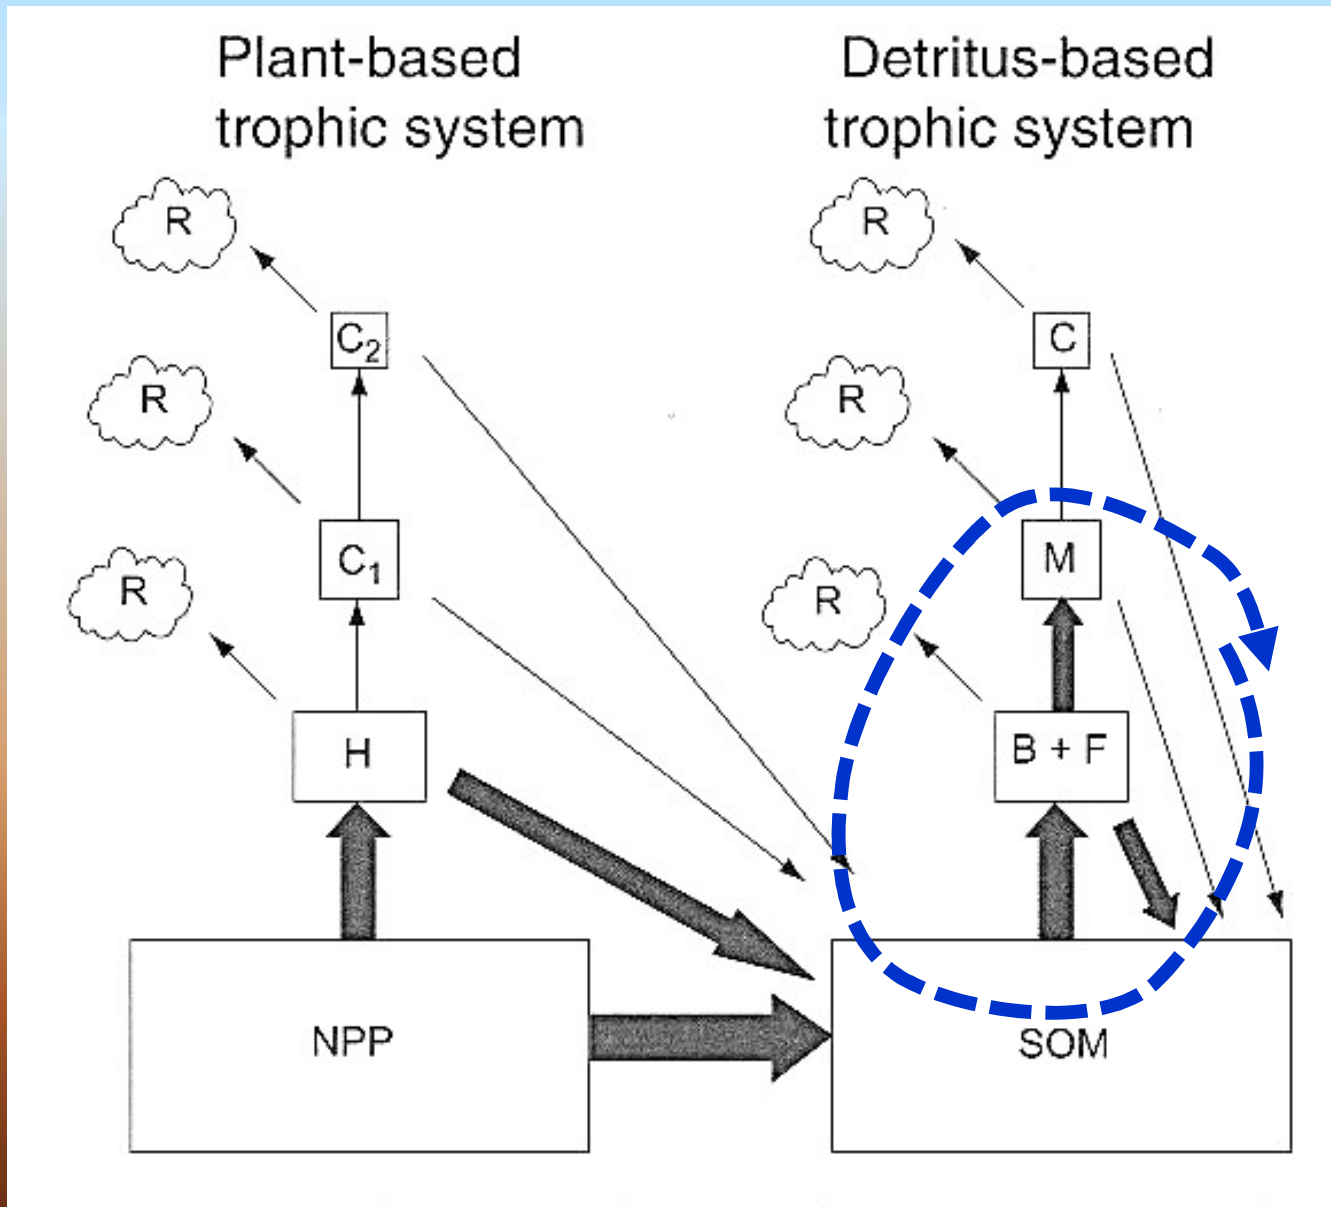 Plant-based
trophic system
R
C₂
R
C₁
R
H
NPP
Detritus-based
trophic system
R
C
R
M
R
B + F
SOM